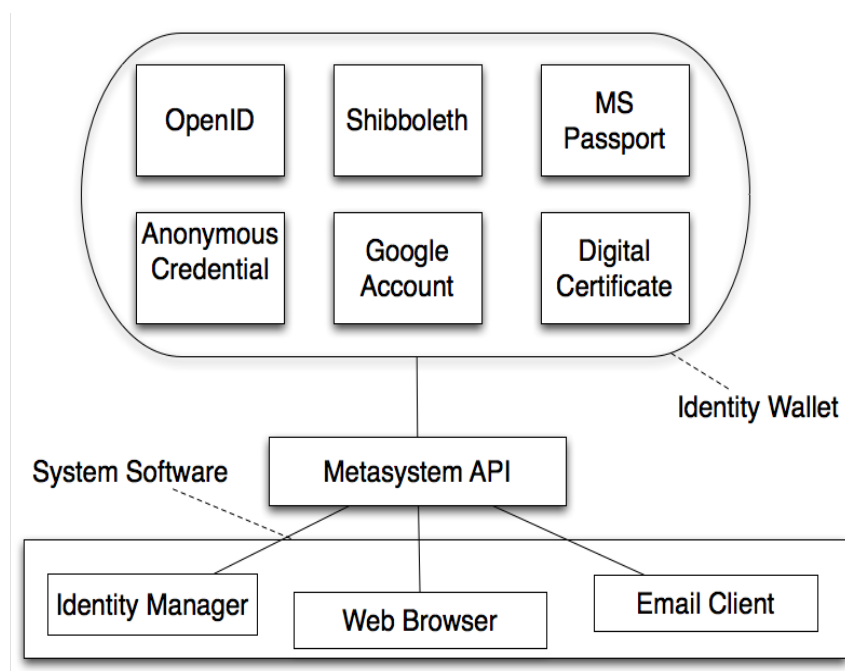 OpenID
Shibboleth
MS
Passport
Anonymous
Credential
Google
Account
Digital
Certificate
Identity Wallet
System Software
Metasystem API
Identity Manager
Web Browser
Email Client